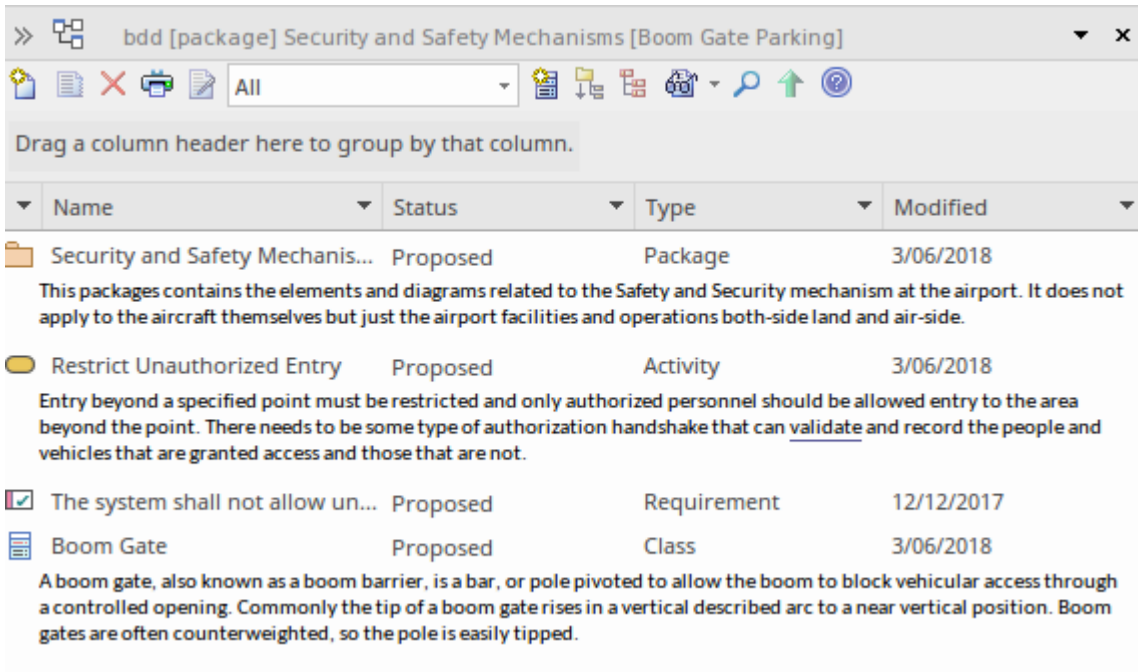 bdd [package] Security and Safety Mechanisms [Boom Gate Parking]
All
Drag a column header here to group by that column.
Name Status Type Modified
Security and Safety Mechanis... Proposed Package 3/06/2018
This packages contains the elements and diagrams related to the Safety and Security mechanism at the airport. It does not
apply to the aircraft themselves but just the airport facilities and operations both-side land and air-side.
Restrict Unauthorized Entry Proposed Activity 3/06/2018
Entry beyond a specified point must be restricted and only authorized personnel should be allowed entry to the area
beyond the point. There needs to be some type of authorization handshake that can validate and record the people and
vehicles that are granted access and those that are not.
The system shall not allow un... Proposed Requirement 12/12/2017
Boom Gate Proposed Class 3/06/2018
A boom gate, also known as a boom barrier, is a bar, or pole pivoted to allow the boom to block vehicular access through
a controlled opening. Commonly the tip of a boom gate rises in a vertical described arc to a near vertical position. Boom
gates are often counterweighted, so the pole is easily tipped.